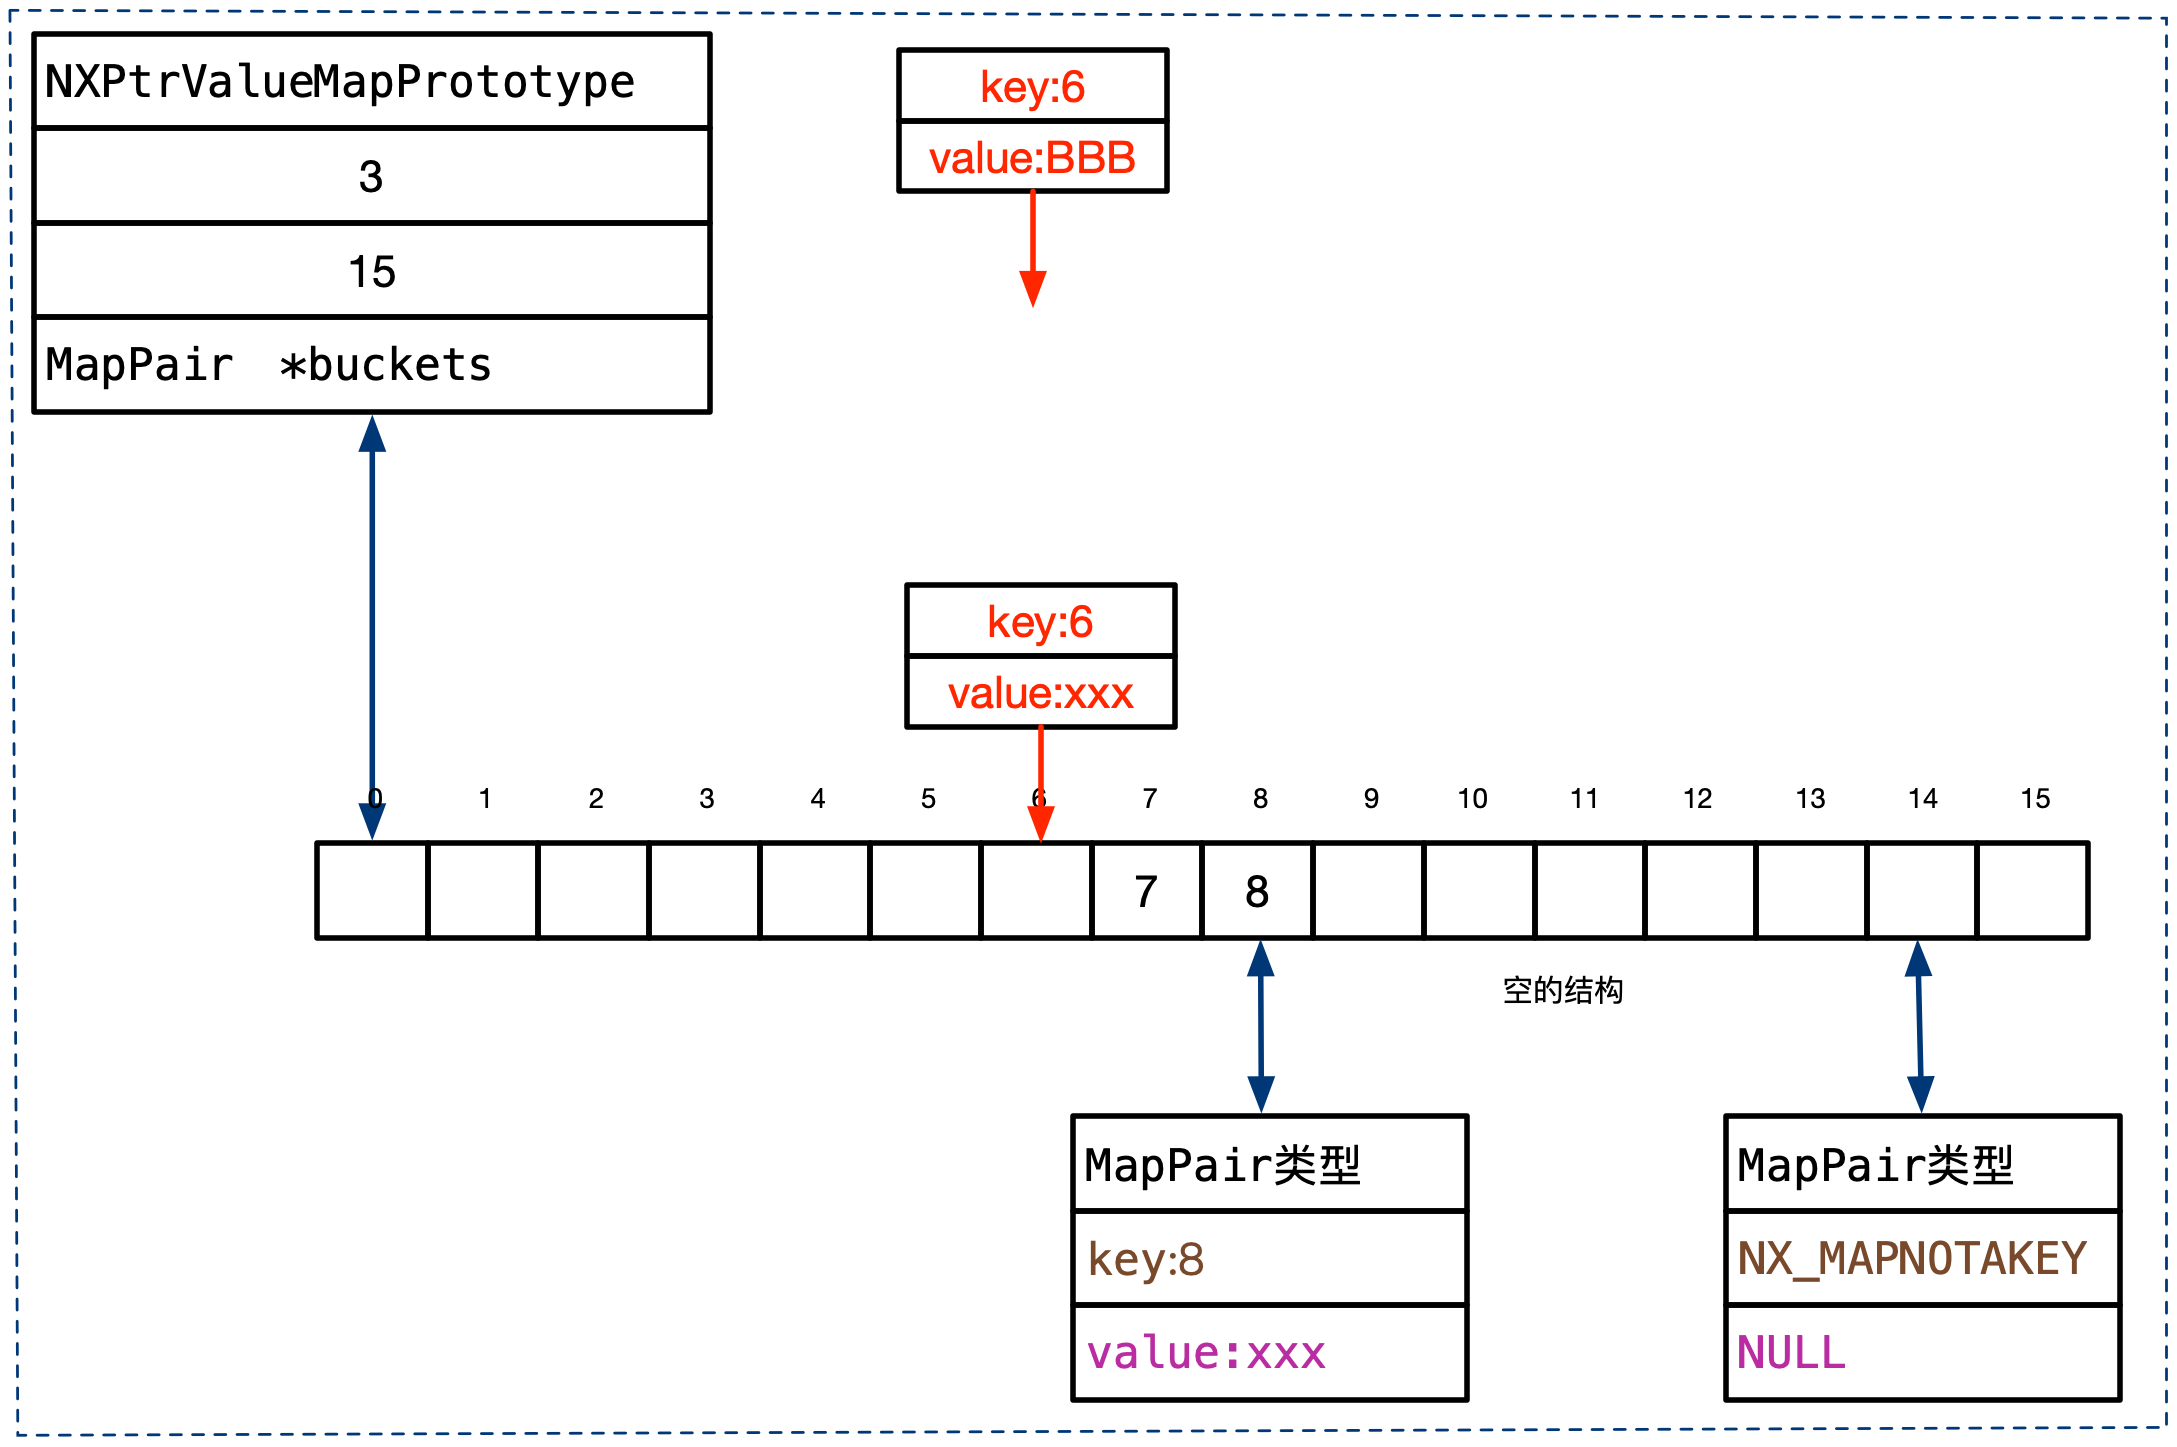 NXPtrValueMapPrototype
3
15
MapPair *buckets
key:6
value:BBB
key:6
value:xxx
0 1 2 3 4 5 6 7 8 9 10 11 12 13 14 15
7 8
空的结构
MapPair类型
key:8
value:xxx
MapPair类型
NX_MAPNOTAKEY
NULL